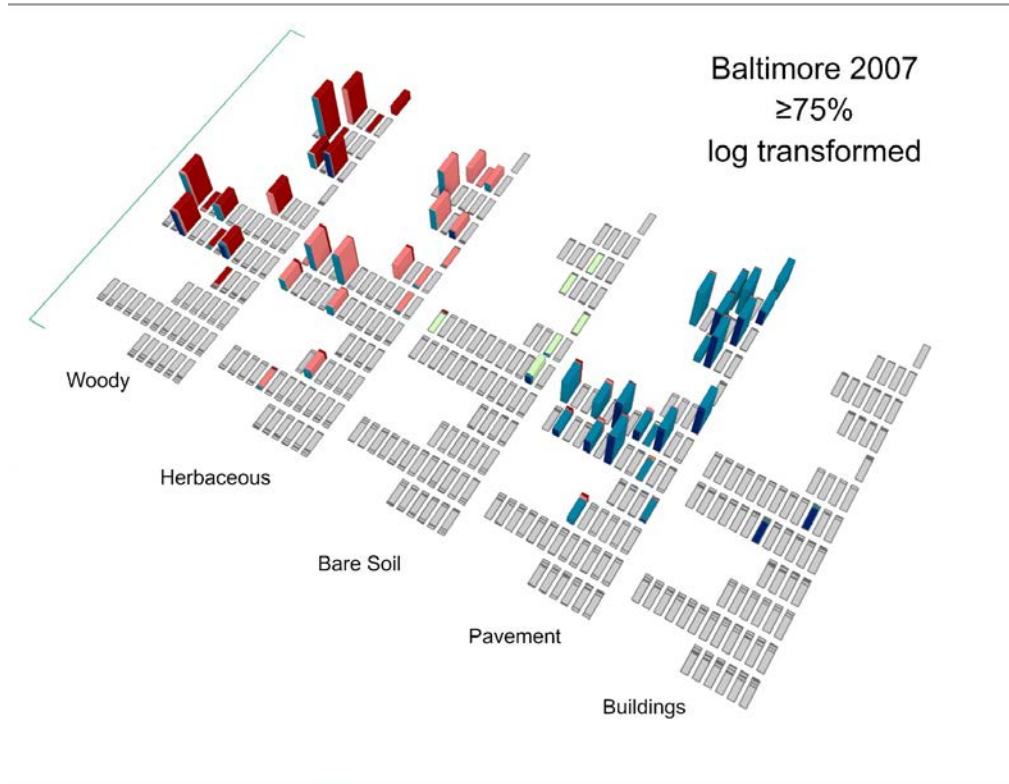 Baltimore 2007
≥75%
log transformed
Woody
Herbaceous
Bare Soil
Pavement
Buildings